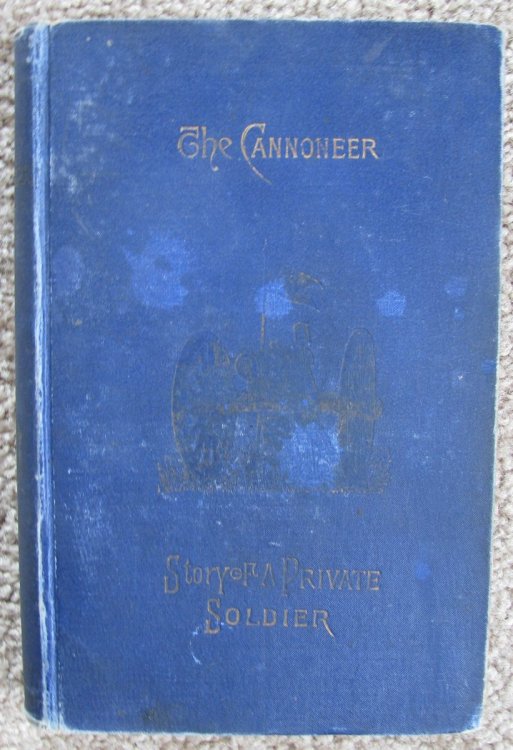 The CANNONEER
Story OF A PRIVATE
SOLDIER